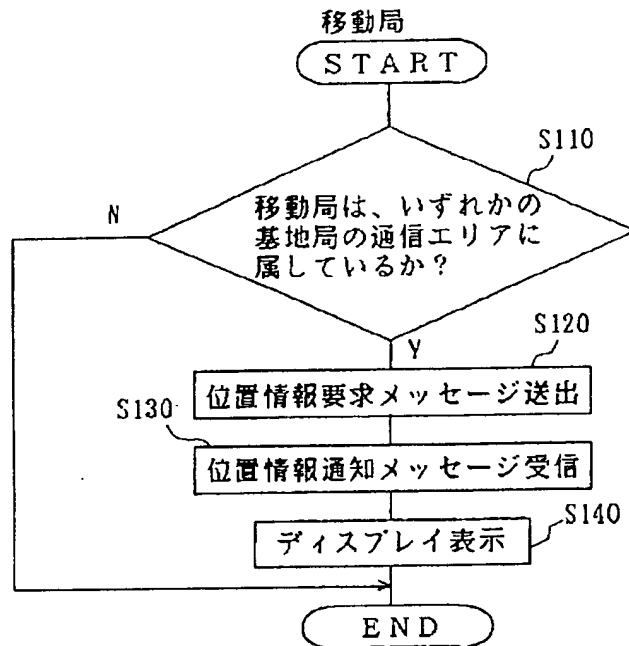 移動局
START
S110
移動局は、いずれかの
基地局の通信エリアに
属しているか?
N
Y
S120
位置情報要求メッセージ送出
S130
位置情報通知メッセージ受信
S140
ディスプレイ表示
END